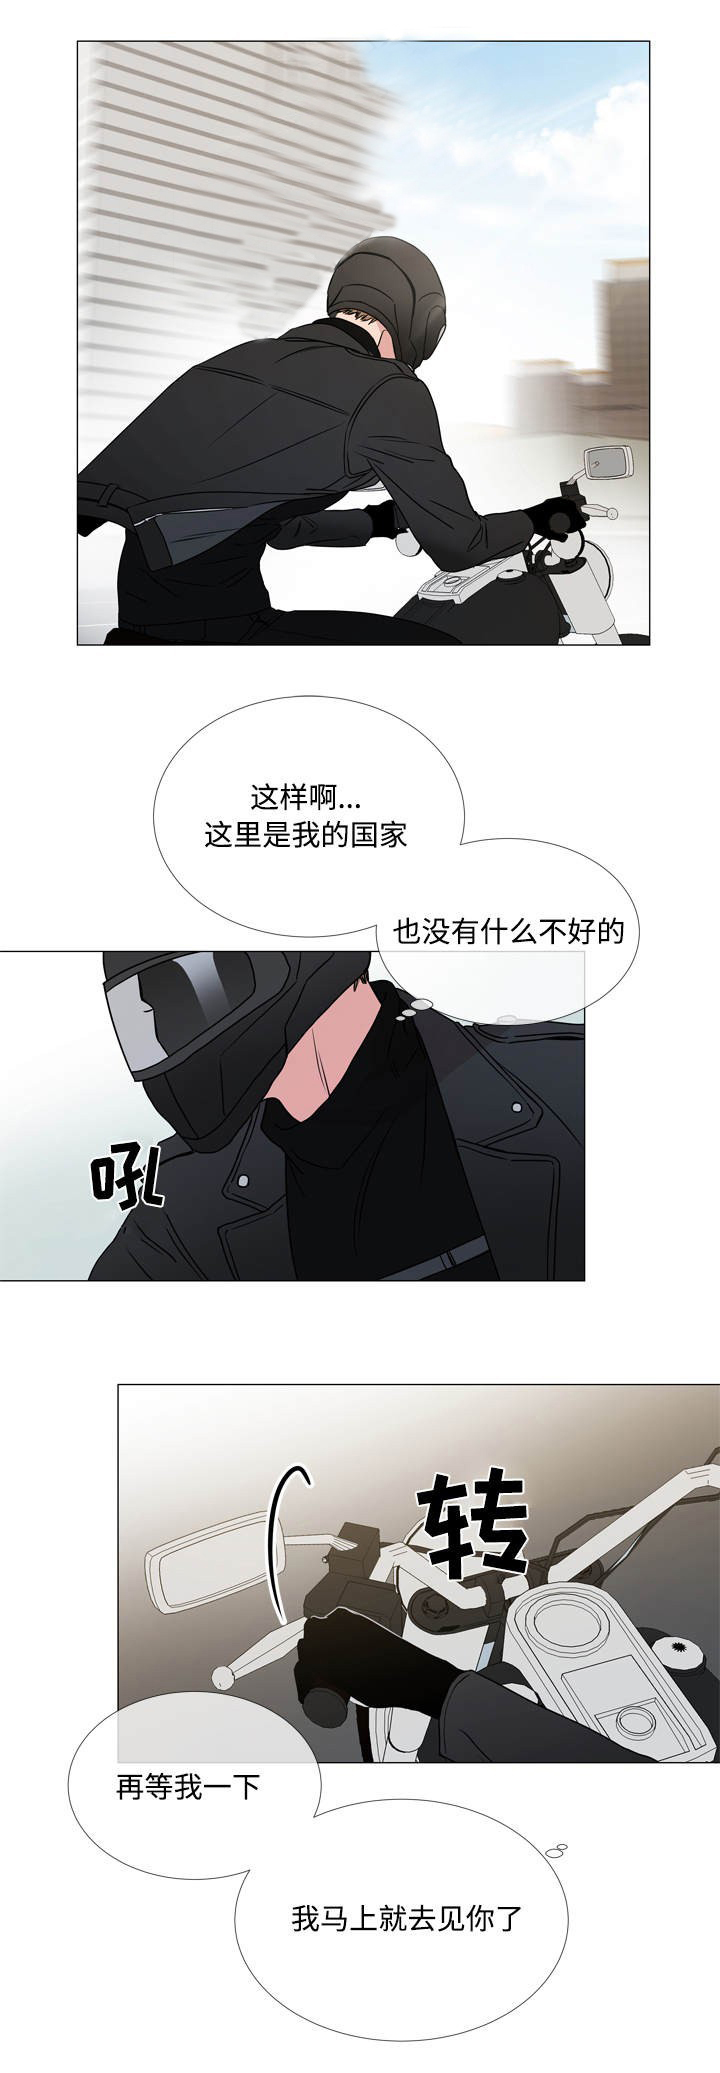 这样啊...
这里是我的国家
也没有什么不好的
吼
转
再等我一下
我马上就去见你了